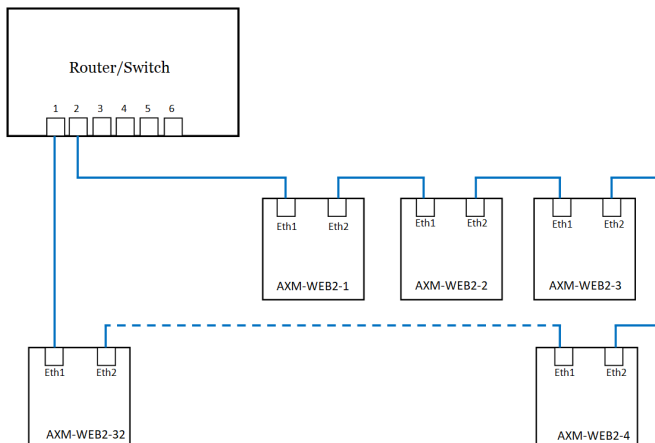 Router/Switch
1 2 3 4 5 6
Eth1 Eth2 Eth1 Eth2 Eth1 Eth2
AXM-WEB2-1 AXM-WEB2-2 AXM-WEB2-3
Eth1 Eth2 Eth1 Eth2
AXM-WEB2-32 AXM-WEB2-4